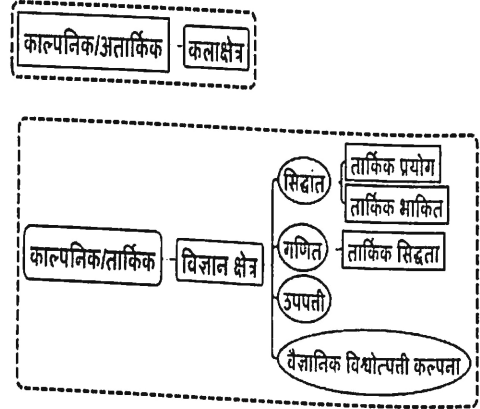 काल्पनिक/अतार्किक
कलाक्षेत्र
सिद्धांत
तार्किक प्रयोग
तार्किक भाकित
काल्पनिक/तार्किक
विज्ञान क्षेत्र
गणित
तार्किक सिद्धता
उपपत्ती
वैज्ञानिक विश्वोत्पत्ती कल्पना